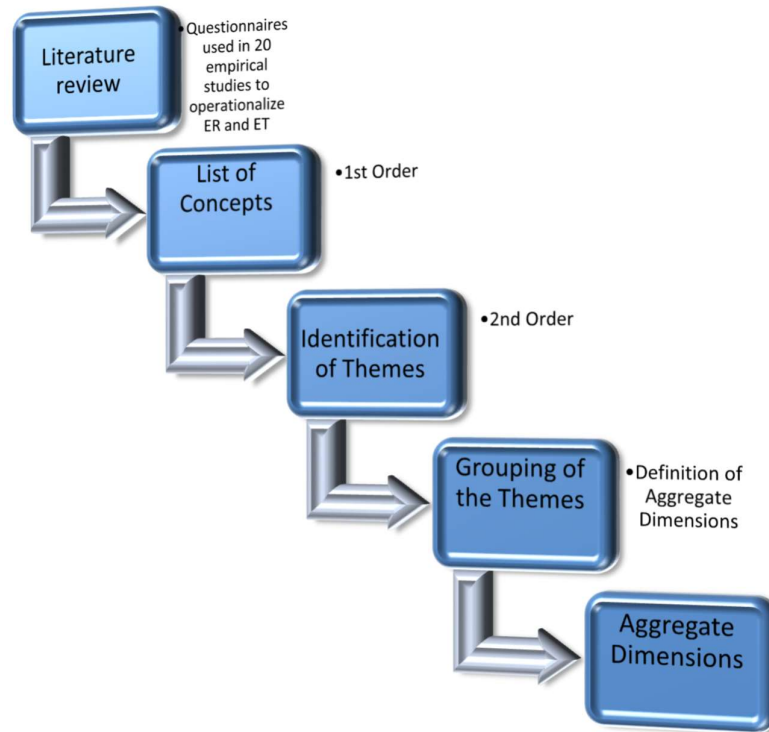 Literature
review
•Questionnaires
used in 20
empirical
studies to
operationalize
ER and ET
List of
Concepts
•1st Order
Identification
of Themes
•2nd Order
Grouping of
the Themes
•Definition of
Aggregate
Dimensions
Aggregate
Dimensions